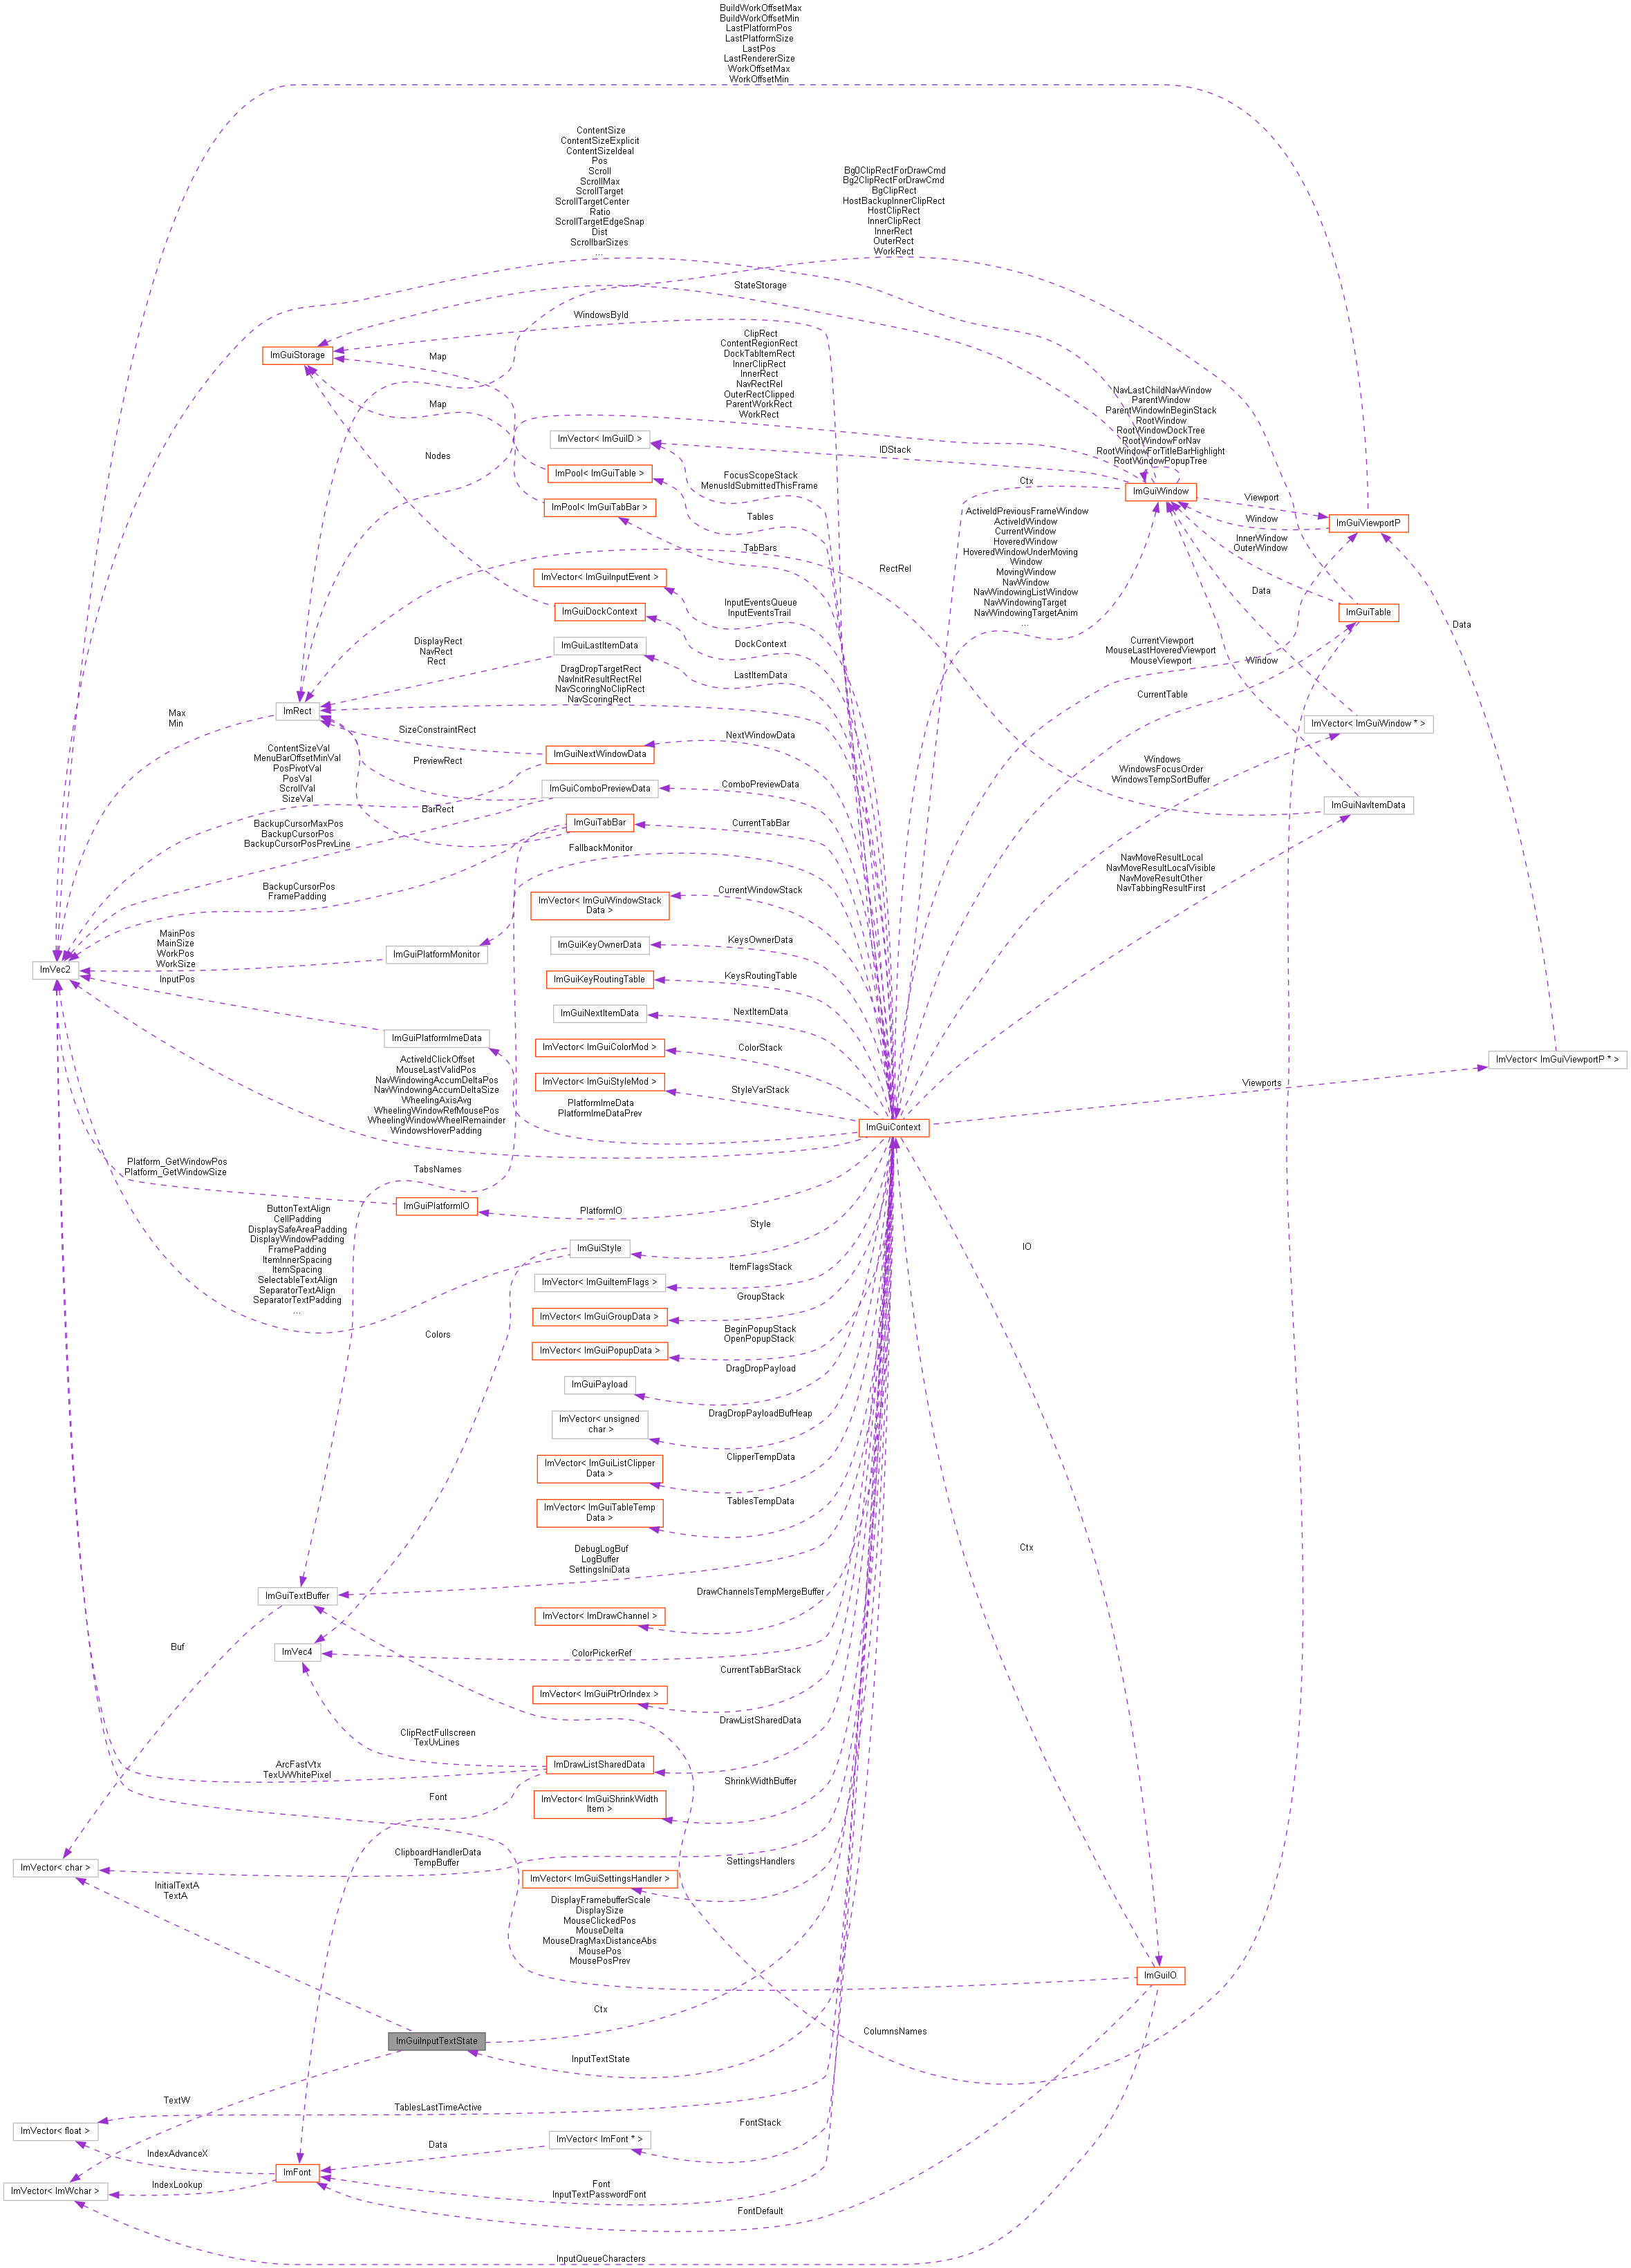 BuildWorkOffsetMax
BuildWorkOffsetMin
LastPlatformPos
LastPlatformSize
LastPos
LastRendererSize
WorkOffsetMax
WorkOffsetMin
ContentSize
ContentSizeExplicit
ContentSizeIdeal
Pos
Scroll
ScrollMax
ScrollTarget
ScrollTargetCenter
Ratio
ScrollTargetEdgeSnap
Dist
ScrollbarSizes
...
Bg0ClipRectForDrawCmd
Bg2ClipRectForDrawCmd
BgClipRect
HostBackupInnerClipRect
HostClipRect
InnerClipRect
InnerRect
OuterRect
WorkRect
StateStorage
WindowsById
ImGuiStorage
Map
Map
Nodes
ClipRect
ContentRegionRect
DockTabItemRect
InnerClipRect
InnerRect
NavRectRel
OuterRectClipped
ParentWorkRect
WorkRect
NavLastChildNavWindow
ParentWindow
ParentWindowInBeginStack
RootWindow
RootWindowDockTree
RootWindowForNav
RootWindowForTitleBarHighlight
RootWindowPopupTree
ImVector< ImGuiID >
IDStack
ImPool< ImGuiTable >
FocusScopeStack
MenusIdSubmittedThisFrame
Ctx
ImGuiWindow
Viewport
Window
ImGuiViewportP
ImPool< ImGuiTabBar >
Tables
ActiveIdPreviousFrameWindow
ActiveIdWindow
CurrentWindow
HoveredWindow
HoveredWindowUnderMoving
Window
MovingWindow
NavWindow
NavWindowingListWindow
NavWindowingTarget
NavWindowingTargetAnim
...
InnerWindow
OuterWindow
TabBars
RectRel
ImVector< ImGuiInputEvent >
InputEventsQueue
InputEventsTrail
Data
ImGuiTable
ImGuiDockContext
DockContext
Data
ImGuiLastItemData
DisplayRect
NavRect
Rect
LastItemData
CurrentViewport
MouseLastHoveredViewport
MouseViewport
Window
DragDropTargetRect
NavInitResultRectRel
NavScoringNoClipRect
NavScoringRect
CurrentTable
ImRect
Max
Min
SizeConstraintRect
NextWindowData
ImVector< ImGuiWindow * >
ImGuiNextWindowData
PreviewRect
ContentSizeVal
MenuBarOffsetMinVal
PosPivotVal
PosVal
ScrollVal
SizeVal
Windows
WindowsFocusOrder
WindowsTempSortBuffer
ImGuiComboPreviewData
ComboPreviewData
ImGuiNavItemData
BarRect
ImGuiTabBar
CurrentTabBar
BackupCursorMaxPos
BackupCursorPos
BackupCursorPosPrevLine
FallbackMonitor
NavMoveResultLocal
NavMoveResultLocalVisible
NavMoveResultOther
NavTabbingResultFirst
BackupCursorPos
FramePadding
CurrentWindowStack
ImVector< ImGuiWindowStack
Data >
MainPos
MainSize
WorkPos
WorkSize
ImGuiPlatformMonitor
ImGuiKeyOwnerData
KeysOwnerData
ImVec2
InputPos
ImGuiKeyRoutingTable
KeysRoutingTable
ImGuiNextItemData
NextItemData
ImGuiPlatformImeData
ImVector< ImGuiColorMod >
ColorStack
ActiveIdClickOffset
MouseLastValidPos
NavWindowingAccumDeltaPos
NavWindowingAccumDeltaSize
WheelingAxisAvg
WheelingWindowRefMousePos
WheelingWindowWheelRemainder
WindowsHoverPadding
ImVector< ImGuiStyleMod >
StyleVarStack
PlatformImeData
PlatformImeDataPrev
ImGuiContext
Viewports
ImVector< ImGuiViewportP * >
Platform_GetWindowPos
Platform_GetWindowSize
TabsNames
ImGuiPlatformIO
PlatformIO
ButtonTextAlign
CellPadding
DisplaySafeAreaPadding
DisplayWindowPadding
FramePadding
ItemInnerSpacing
ItemSpacing
SelectableTextAlign
SeparatorTextAlign
SeparatorTextPadding
...
Style
ImGuiStyle
IO
ItemFlagsStack
ImVector< ImGuiItemFlags >
GroupStack
ImVector< ImGuiGroupData >
Colors
BeginPopupStack
OpenPopupStack
ImVector< ImGuiPopupData >
DragDropPayload
ImGuiPayload
DragDropPayloadBufHeap
ImVector< unsigned
char >
ClipperTempData
ImVector< ImGuiListClipper
Data >
TablesTempData
ImVector< ImGuiTableTemp
Data >
DebugLogBuf
LogBuffer
SettingsIniData
Ctx
ImGuiTextBuffer
DrawChannelsTempMergeBuffer
ImVector< ImDrawChannel >
Buf
ImVec4
ColorPickerRef
CurrentTabBarStack
ImVector< ImGuiPtrOrIndex >
ClipRectFullscreen
TexUvLines
DrawListSharedData
ArcFastVtx
TexUvWhitePixel
ImDrawListSharedData
Font
ShrinkWidthBuffer
ImVector< ImGuiShrinkWidth
Item >
ImVector< char >
ClipboardHandlerData
TempBuffer
SettingsHandlers
ImVector< ImGuiSettingsHandler >
InitialTextA
TextA
DisplayFramebufferScale
DisplaySize
MouseClickedPos
MouseDelta
MouseDragMaxDistanceAbs
MousePos
MousePosPrev
ImGuiIO
Ctx
ImGuiInputTextState
ColumnsNames
InputTextState
TextW
TablesLastTimeActive
ImVector< float >
FontStack
ImVector< ImFont * >
Data
IndexAdvanceX
ImFont
IndexLookup
ImVector< ImWchar >
Font
InputTextPasswordFont
FontDefault
InputQueueCharacters